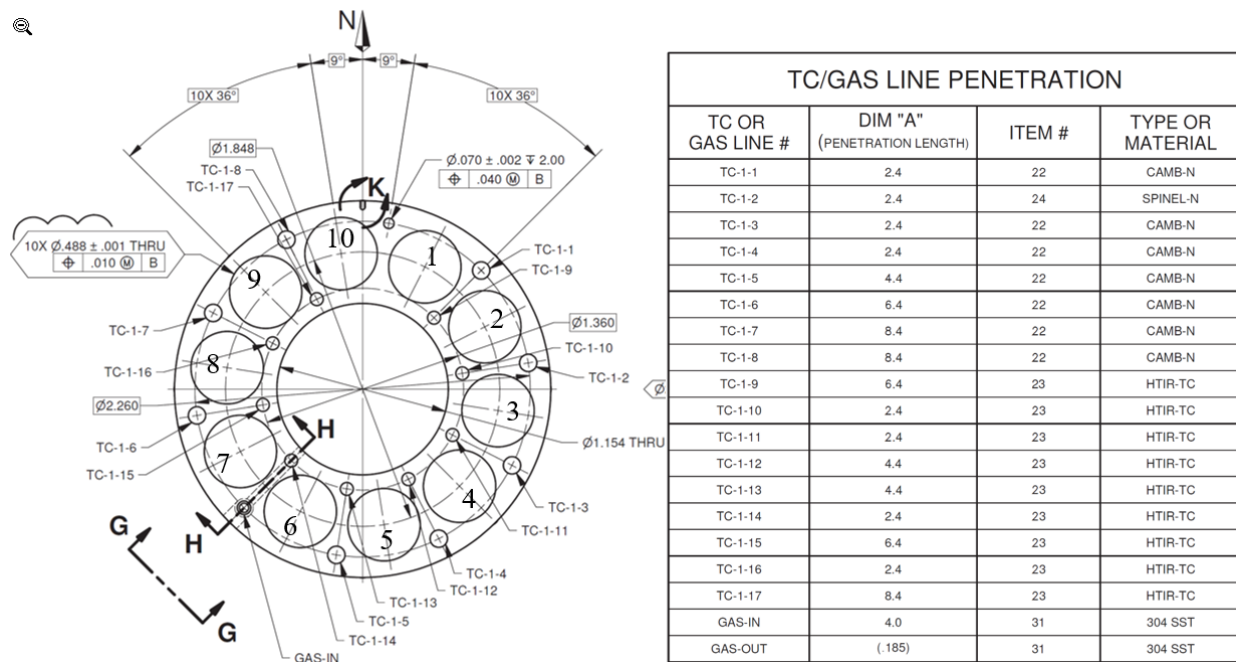 N
9°
9°
10X 36°
10X 36°
Ø1.848
TC-1-8
TC-1-17
Ø.070 ± .002 ↧ 2.00
⌖ .040 Ⓜ B
K
U
10X Ø.488 ± .001 THRU
⌖ .010 Ⓜ B
10
1
9
2
8
3
7
4
6
5
TC-1-1
TC-1-9
Ø1.360
TC-1-10
TC-1-2
TC-1-7
TC-1-16
Ø2.260
Ø
Ø1.154 THRU
TC-1-6
TC-1-15
H
H
G
G
TC-1-3
TC-1-11
TC-1-4
TC-1-12
TC-1-13
TC-1-5
TC-1-14
GAS-IN
TC/GAS LINE PENETRATION
TC OR GAS LINE # DIM "A" (PENETRATION LENGTH) ITEM # TYPE OR MATERIAL
TC-1-1 2.4 22 CAMB-N
TC-1-2 2.4 24 SPINEL-N
TC-1-3 2.4 22 CAMB-N
TC-1-4 2.4 22 CAMB-N
TC-1-5 4.4 22 CAMB-N
TC-1-6 6.4 22 CAMB-N
TC-1-7 8.4 22 CAMB-N
TC-1-8 8.4 22 CAMB-N
TC-1-9 6.4 23 HTIR-TC
TC-1-10 2.4 23 HTIR-TC
TC-1-11 2.4 23 HTIR-TC
TC-1-12 4.4 23 HTIR-TC
TC-1-13 4.4 23 HTIR-TC
TC-1-14 2.4 23 HTIR-TC
TC-1-15 6.4 23 HTIR-TC
TC-1-16 2.4 23 HTIR-TC
TC-1-17 8.4 23 HTIR-TC
GAS-IN 4.0 31 304 SST
GAS-OUT (.185) 31 304 SST